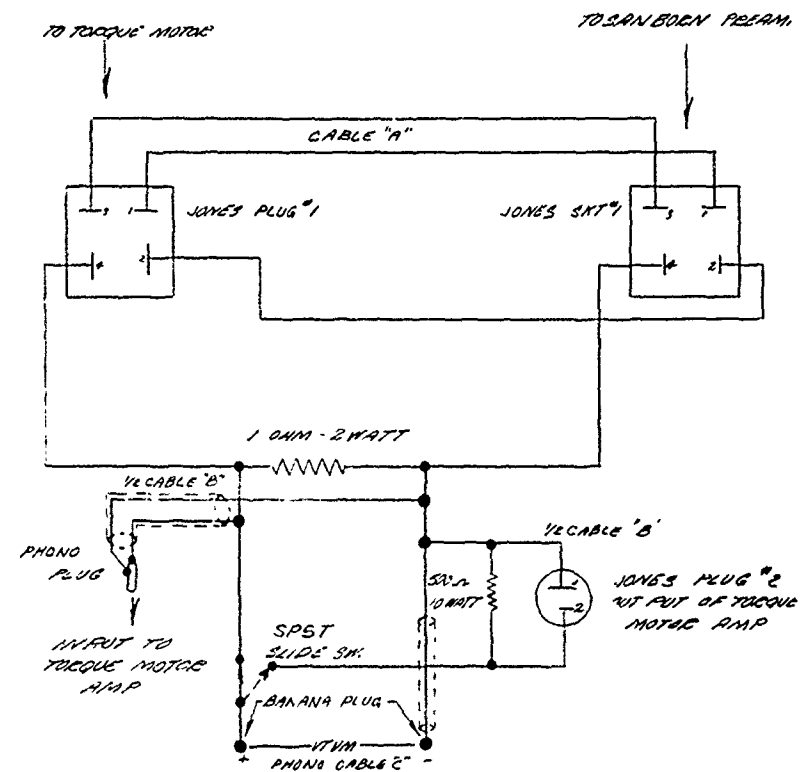 TO TORQUE MOTOR
TO SANBORN PREAM.
CABLE "A"
JONES PLUG #1
JONES SKT #1
3 1
4 2
3 1
4 2
1 OHM - 2 WATT
1/2 CABLE "B"
PHONO
PLUG
INPUT TO
TORQUE MOTOR
AMP
1/2 CABLE "B"
500 Ω
10 WATT
1
2
JONES PLUG #2
OUT PUT OF TORQUE
MOTOR AMP
SPST
SLIDE SW.
BANANA PLUG
VTVM
+ -
PHONO CABLE "C"